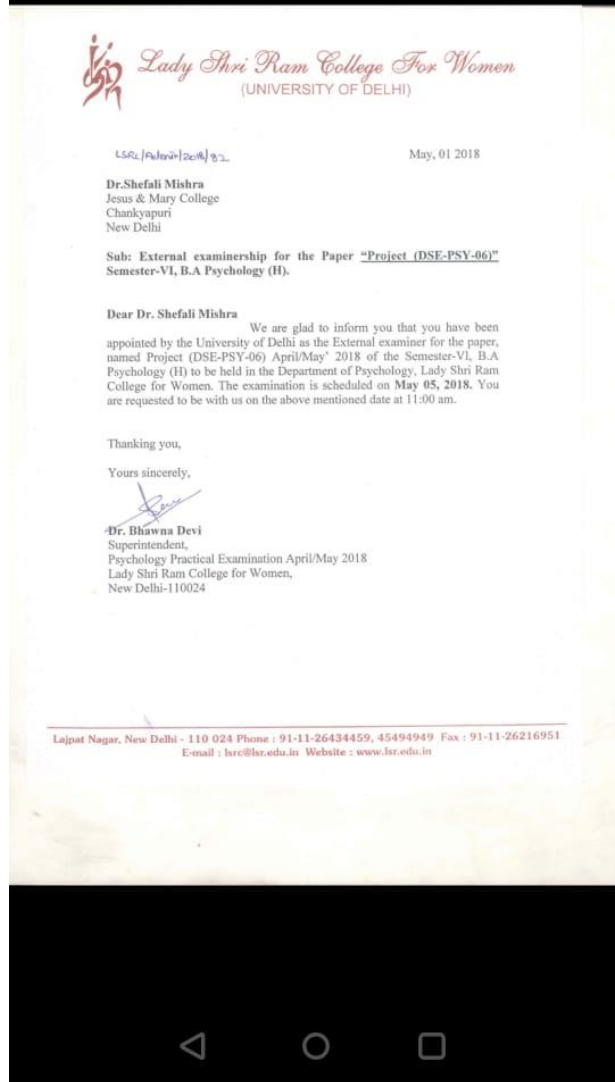 Lady Shri Ram College For Women
(UNIVERSITY OF DELHI)
LSRC/Admin/2018/82
May, 01 2018
Dr.Shefali Mishra
Jesus & Mary College
Chankyapuri
New Delhi
Sub: External examinership for the Paper "Project (DSE-PSY-06)"
Semester-VI, B.A Psychology (H).
Dear Dr. Shefali Mishra
We are glad to inform you that you have been
appointed by the University of Delhi as the External examiner for the paper,
named Project (DSE-PSY-06) April/May' 2018 of the Semester-VI, B.A
Psychology (H) to be held in the Department of Psychology, Lady Shri Ram
College for Women. The examination is scheduled on May 05, 2018. You
are requested to be with us on the above mentioned date at 11:00 am.
Thanking you,
Yours sincerely,
Dr. Bhawna Devi
Superintendent,
Psychology Practical Examination April/May 2018
Lady Shri Ram College for Women,
New Delhi-110024
Lajpat Nagar, New Delhi - 110 024 Phone : 91-11-26434459, 45494949 Fax : 91-11-26216951
E-mail : lsrc@lsr.edu.in Website : www.lsr.edu.in